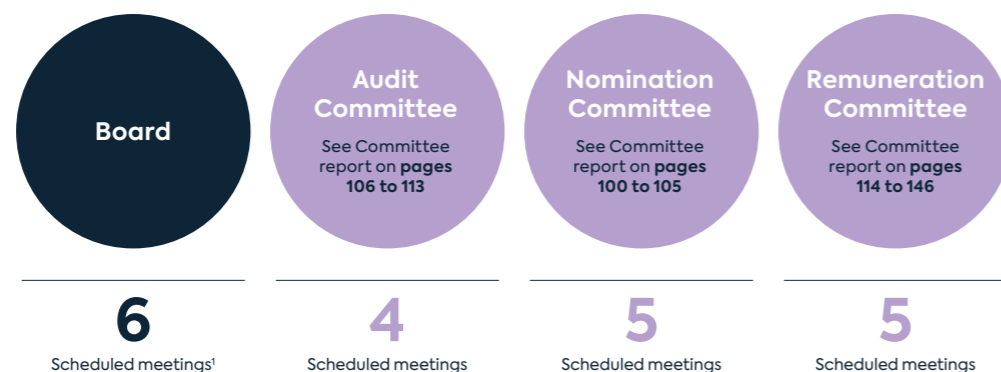 Board
Audit
Committee
See Committee
report on pages
106 to 113
Nomination
Committee
See Committee
report on pages
100 to 105
Remuneration
Committee
See Committee
report on pages
114 to 146
6
Scheduled meetings¹
4
Scheduled meetings
5
Scheduled meetings
5
Scheduled meetings